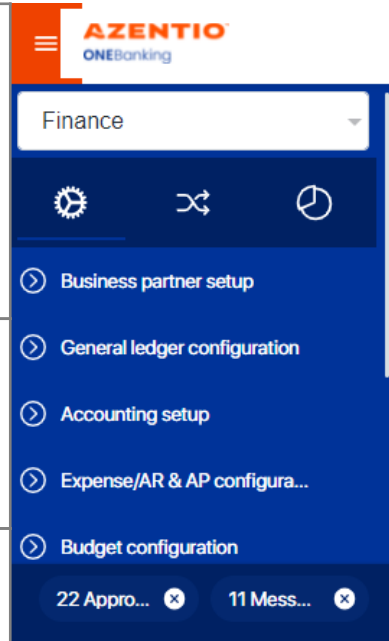 AZENTIO
ONEBanking
Finance
Business partner setup
General ledger configuration
Accounting setup
Expense/AR & AP configura...
Budget configuration
22 Appro... 11 Mess...